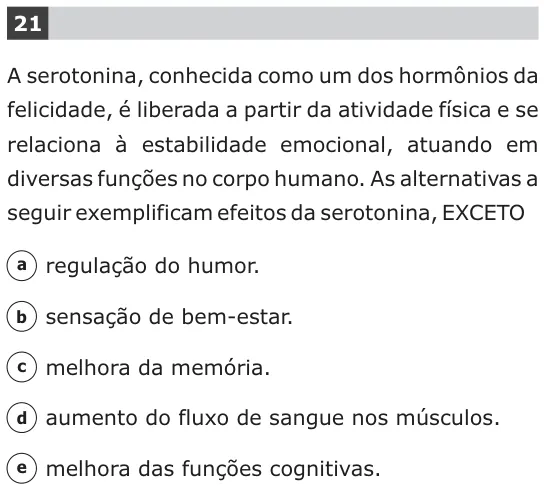 21
A serotonina, conhecida como um dos hormônios da
felicidade, é liberada a partir da atividade física e se
relaciona à estabilidade emocional, atuando em
diversas funções no corpo humano. As alternativas a
seguir exemplificam efeitos da serotonina, EXCETO
a regulação do humor.
b sensação de bem-estar.
c melhora da memória.
d aumento do fluxo de sangue nos músculos.
e melhora das funções cognitivas.